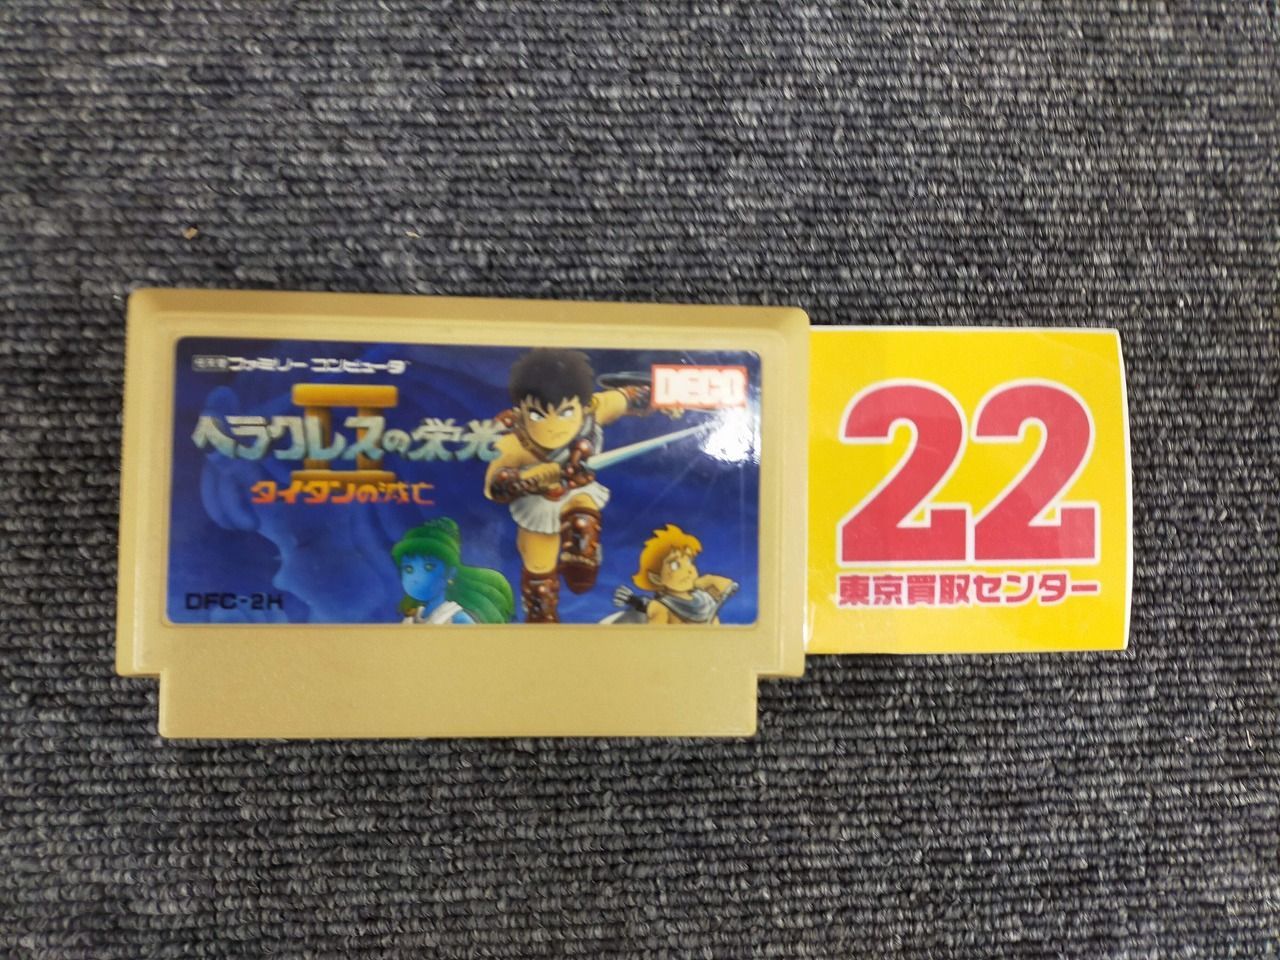 ファミリー コンピュータ
DECO
II
ヘラクレスの栄光
タイタンの滅亡
DFC-2H
22
東京買取センター